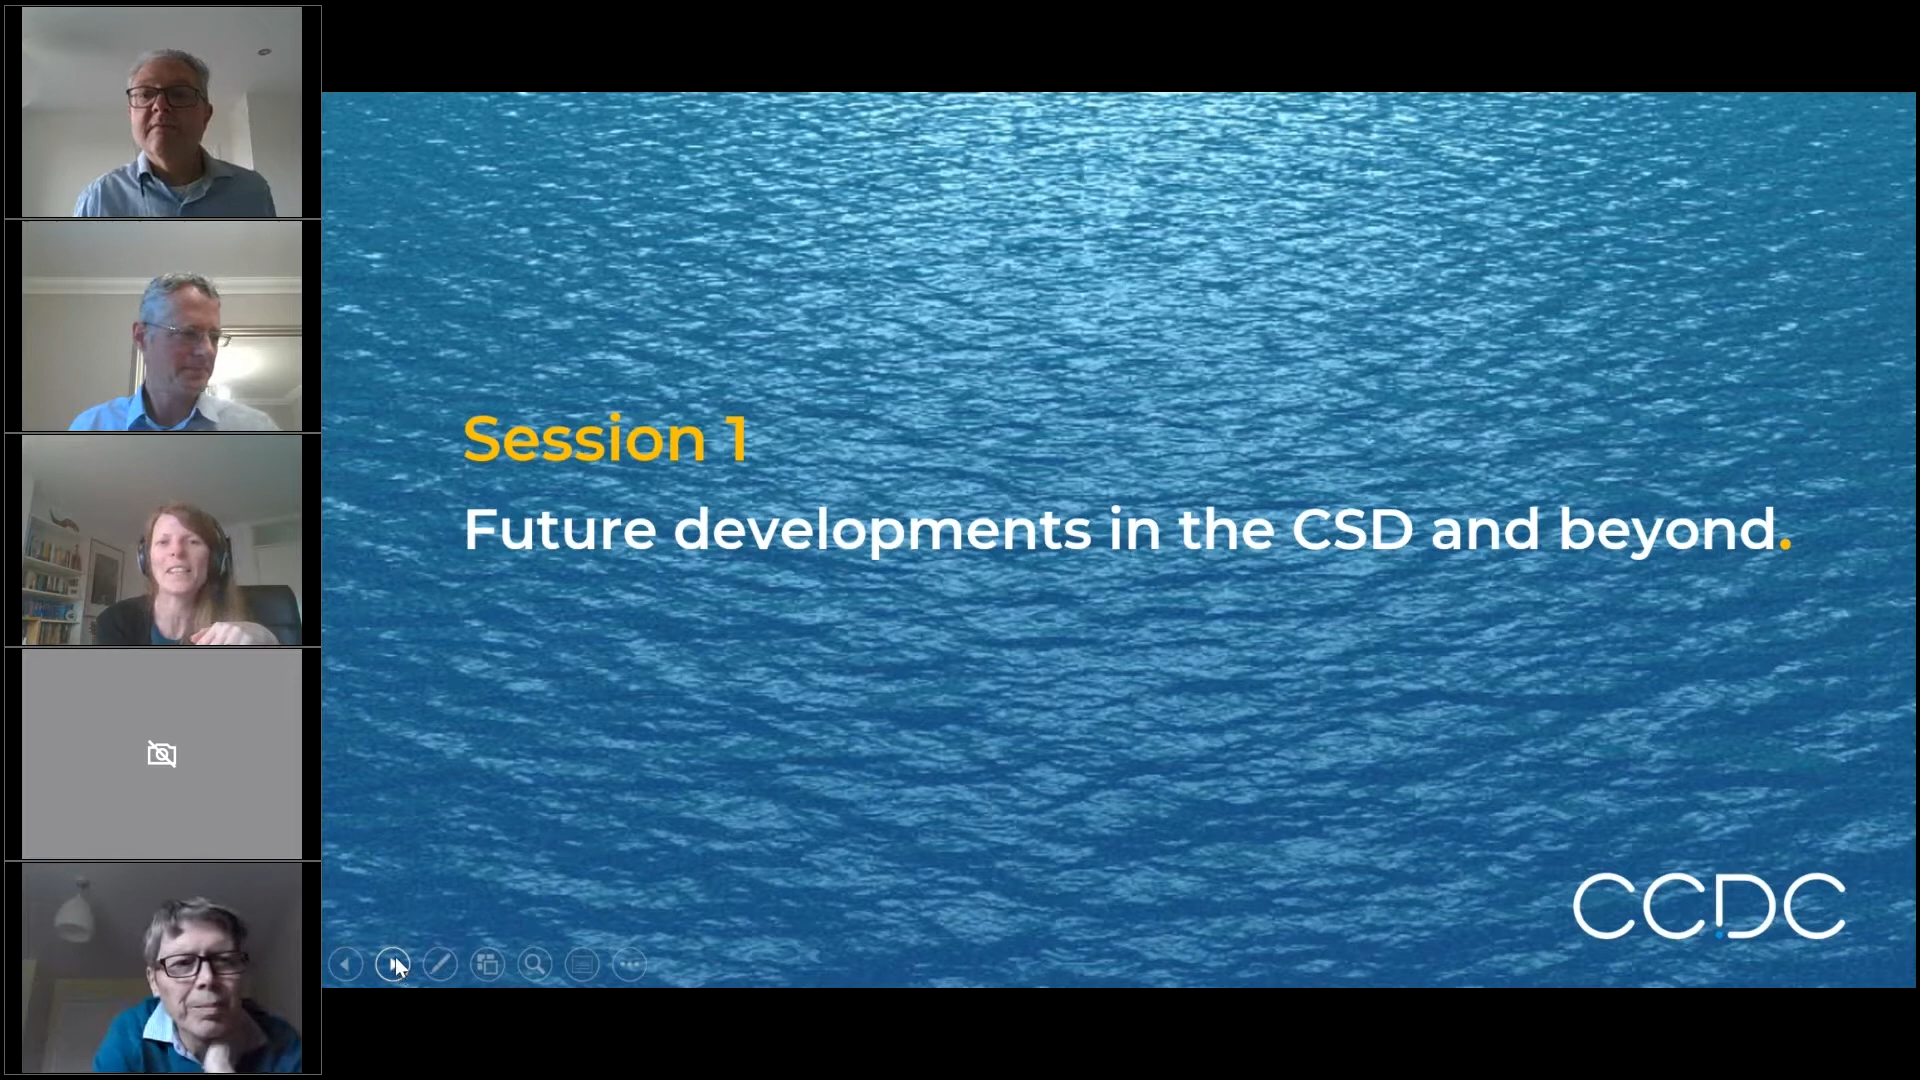 Session 1
Future developments in the CSD and beyond.
CCDC